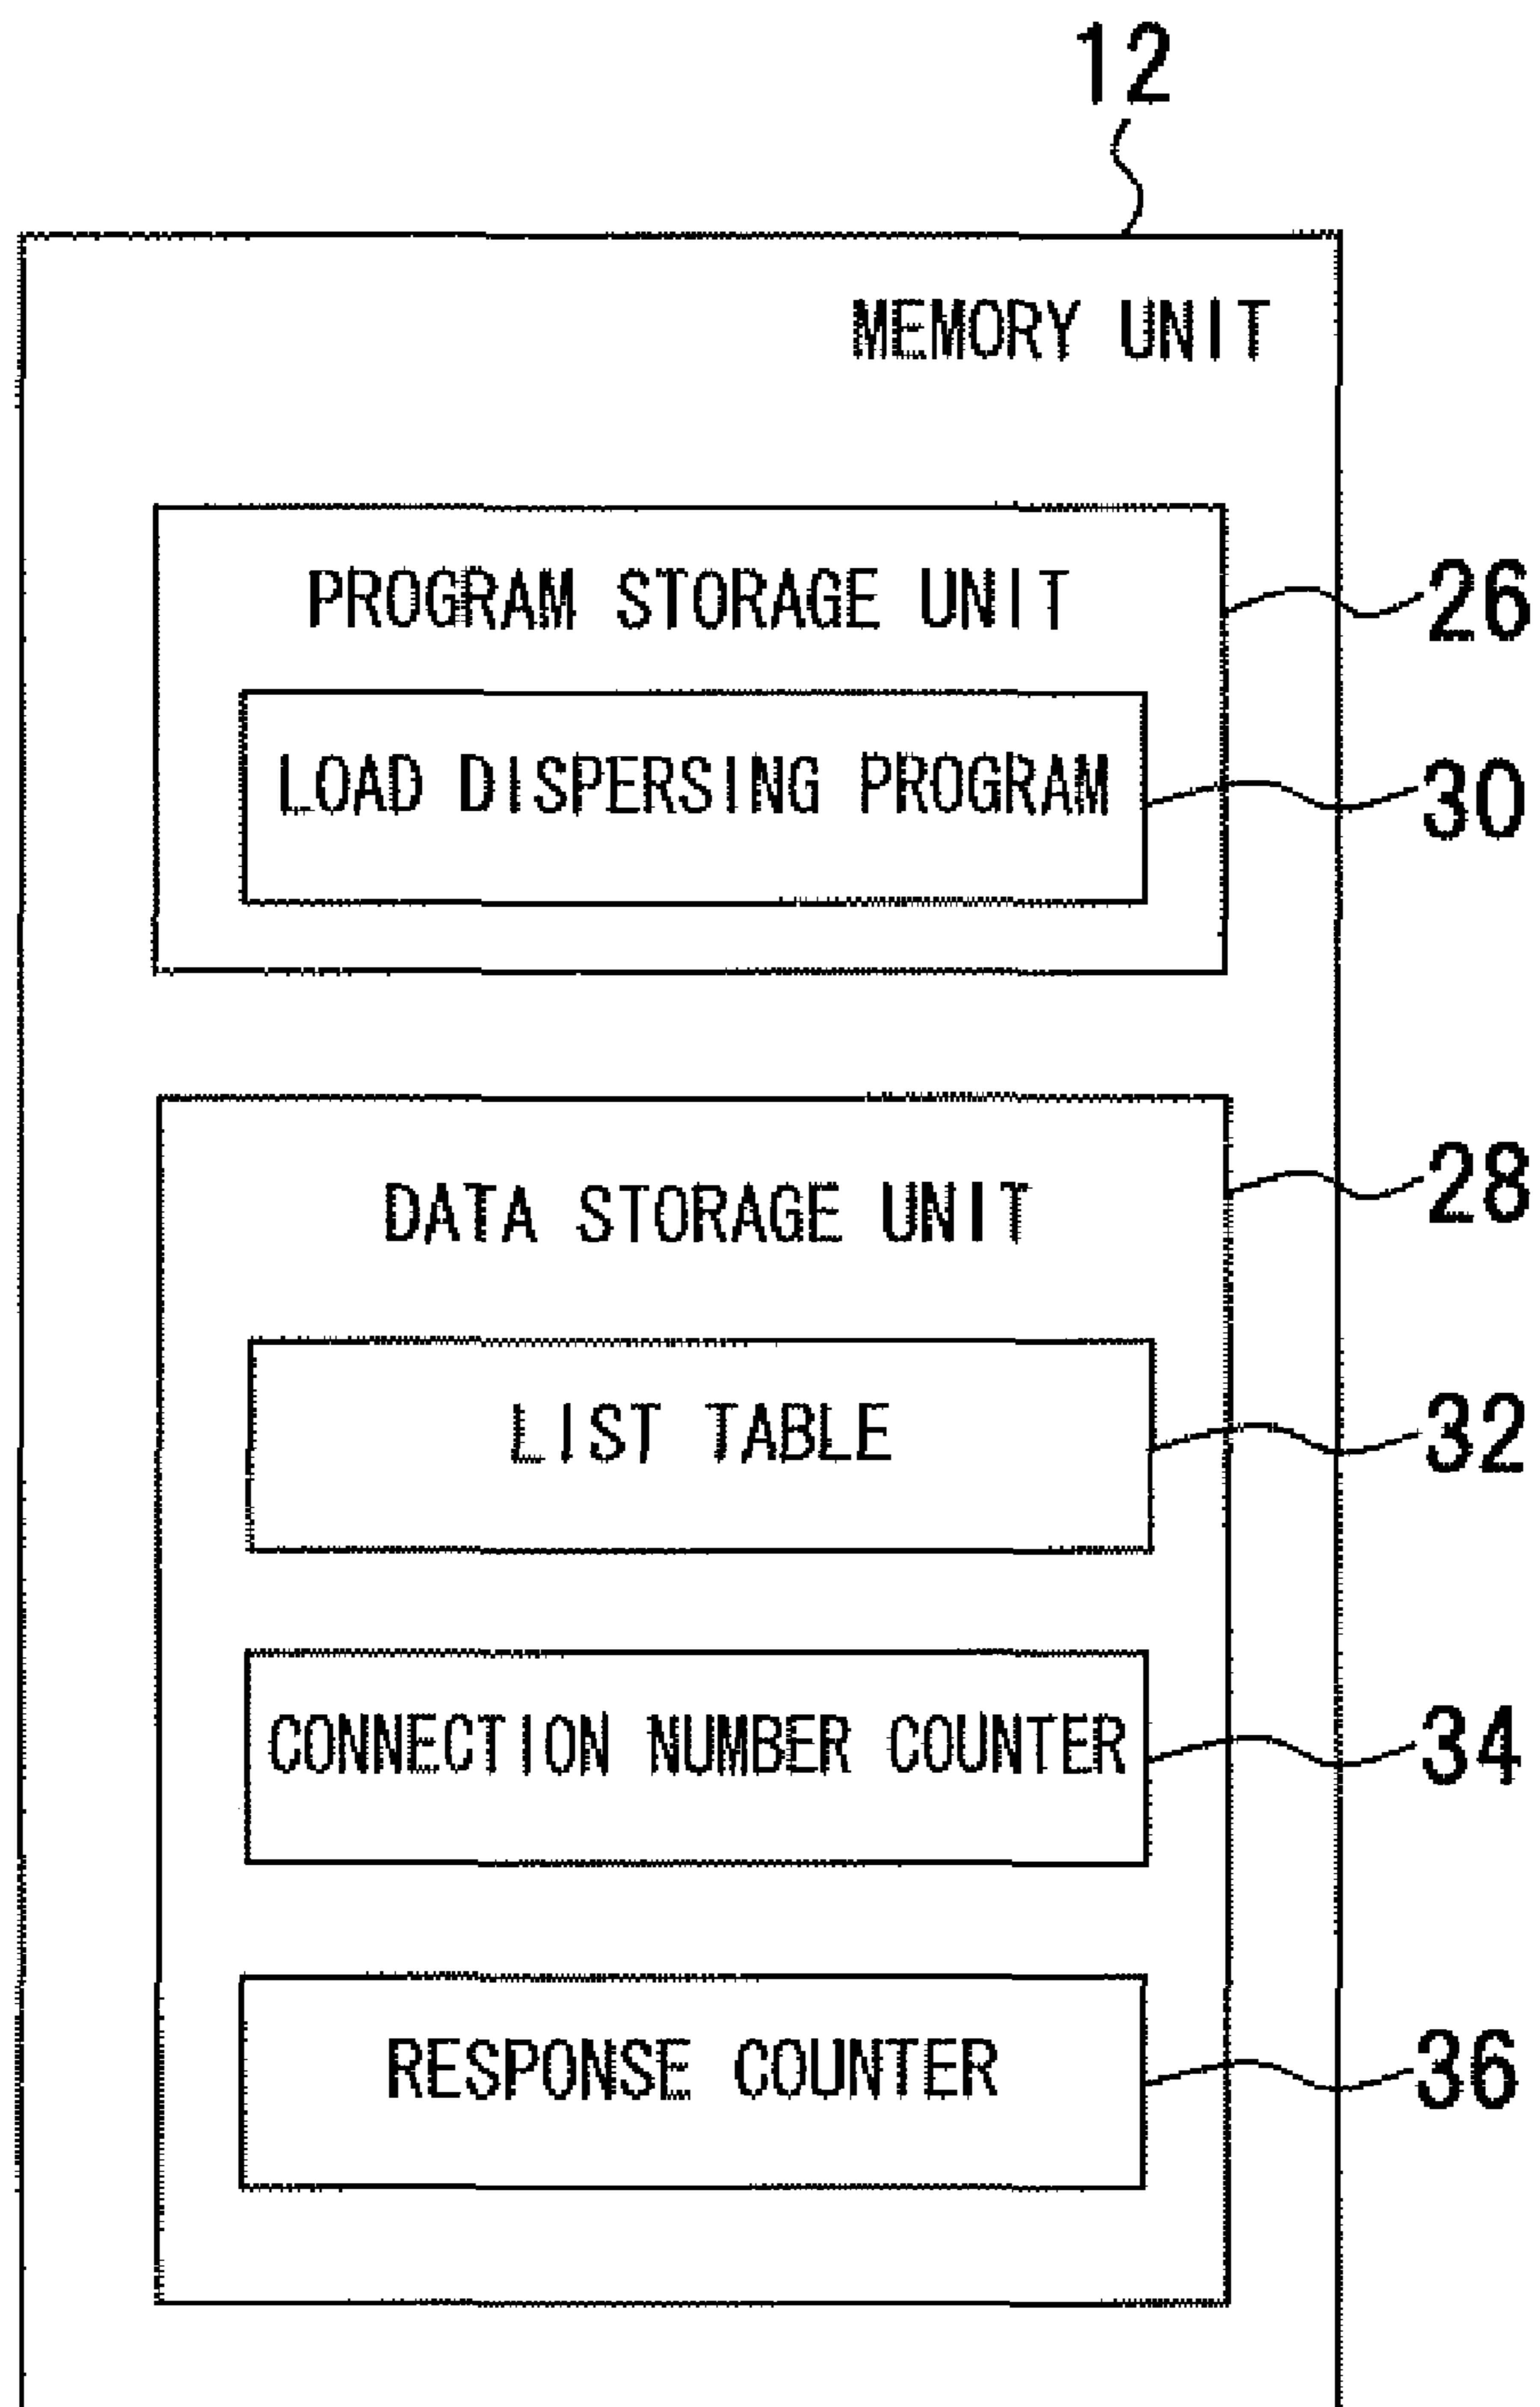 12
MEMORY UNIT
PROGRAM STORAGE UNIT
26
LOAD DISPERSING PROGRAM
30
DATA STORAGE UNIT
28
LIST TABLE
32
CONNECTION NUMBER COUNTER
34
RESPONSE COUNTER
36